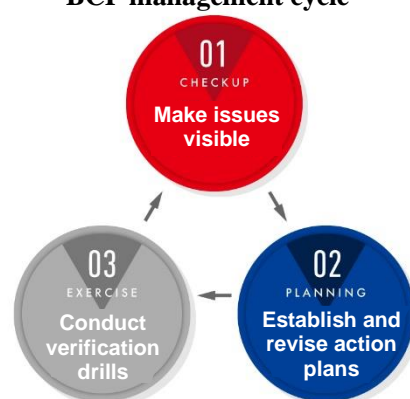 BCP management cycle
01
CHECKUP
Make issues
visible
03
EXERCISE
Conduct
verification
drills
02
PLANNING
Establish and
revise action
plans